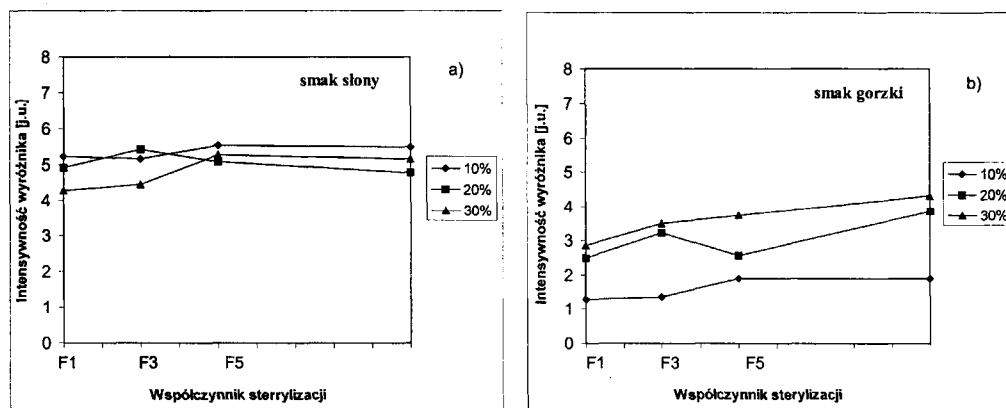 smak słony
a)
Intensywność wyróżnika [j.u.]
8
7
6
5
4
3
2
1
0
F1 F3 F5
Współczynnik sterrylizacji
10%
20%
30%
smak gorzki
b)
Intensywność wyróżnika [j.u.]
8
7
6
5
4
3
2
1
0
F1 F3 F5
Współczynnik sterylizacji
10%
20%
30%